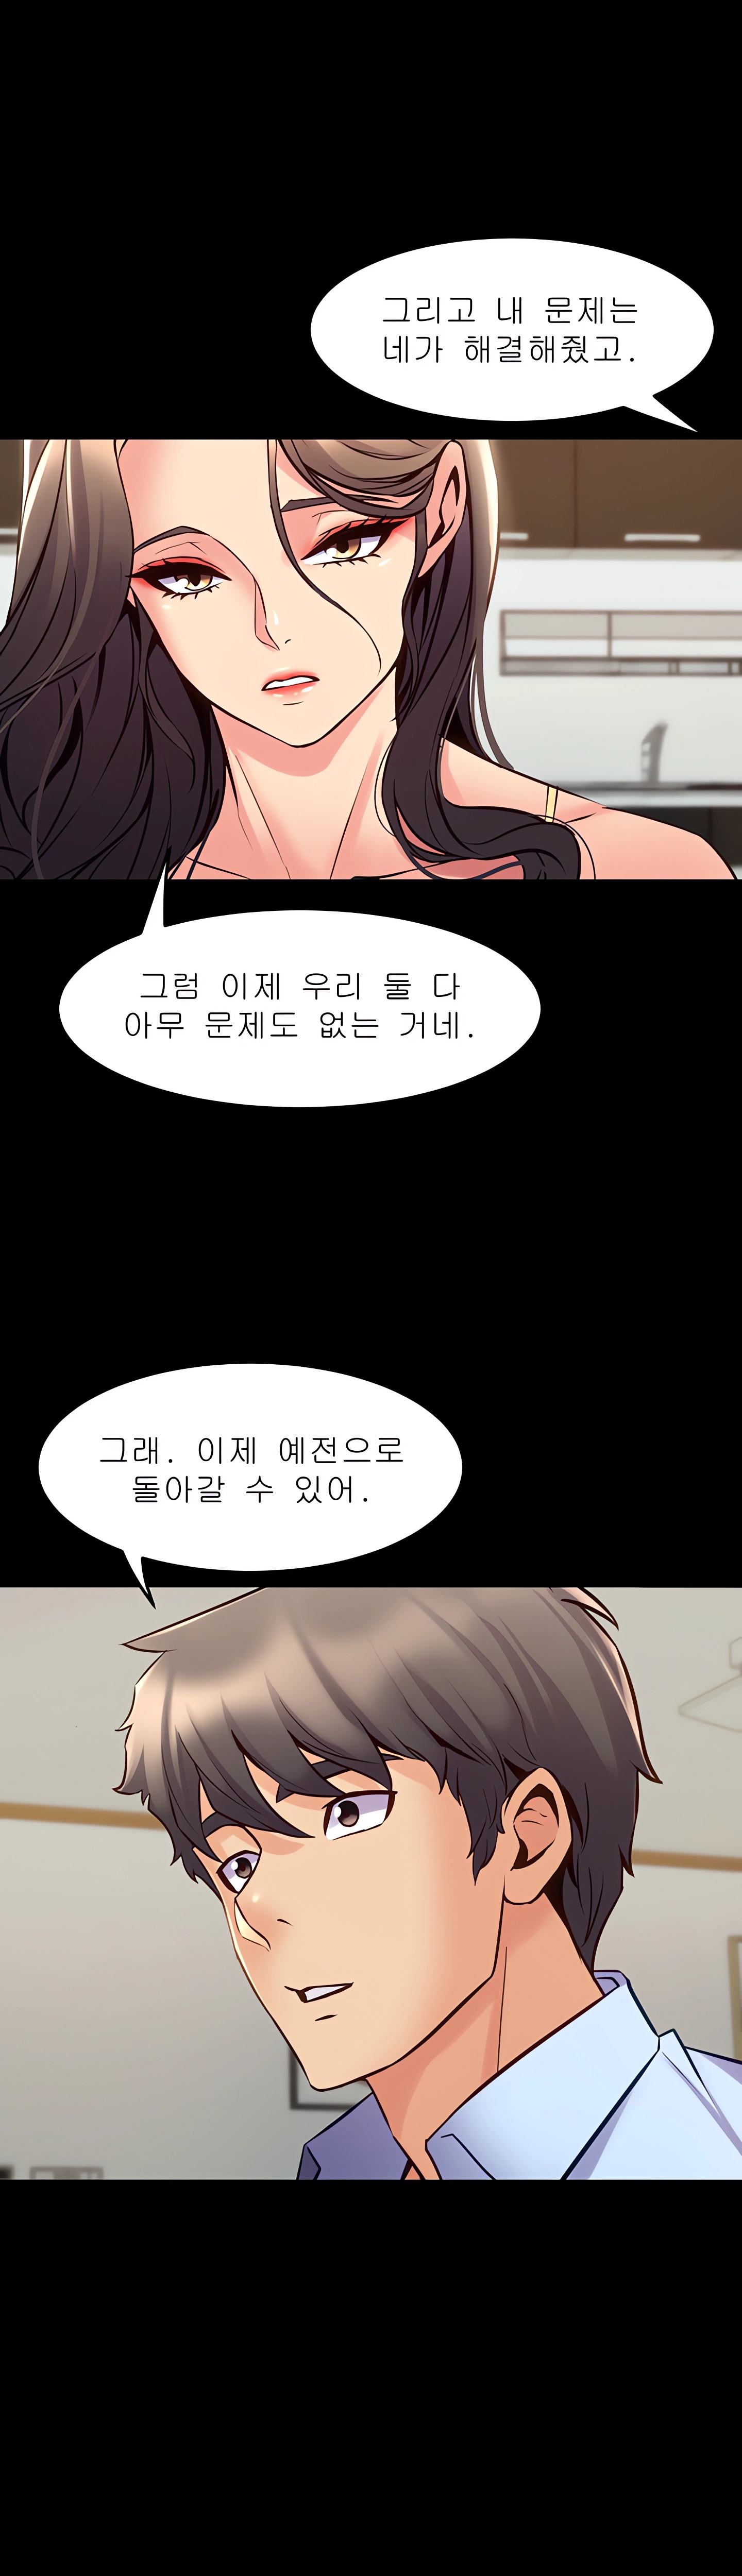 그리고 내 문제는
네가 해결해줬고.
그럼 이제 우리 둘 다
아무 문제도 없는 거네.
그래. 이제 예전으로
돌아갈 수 있어.